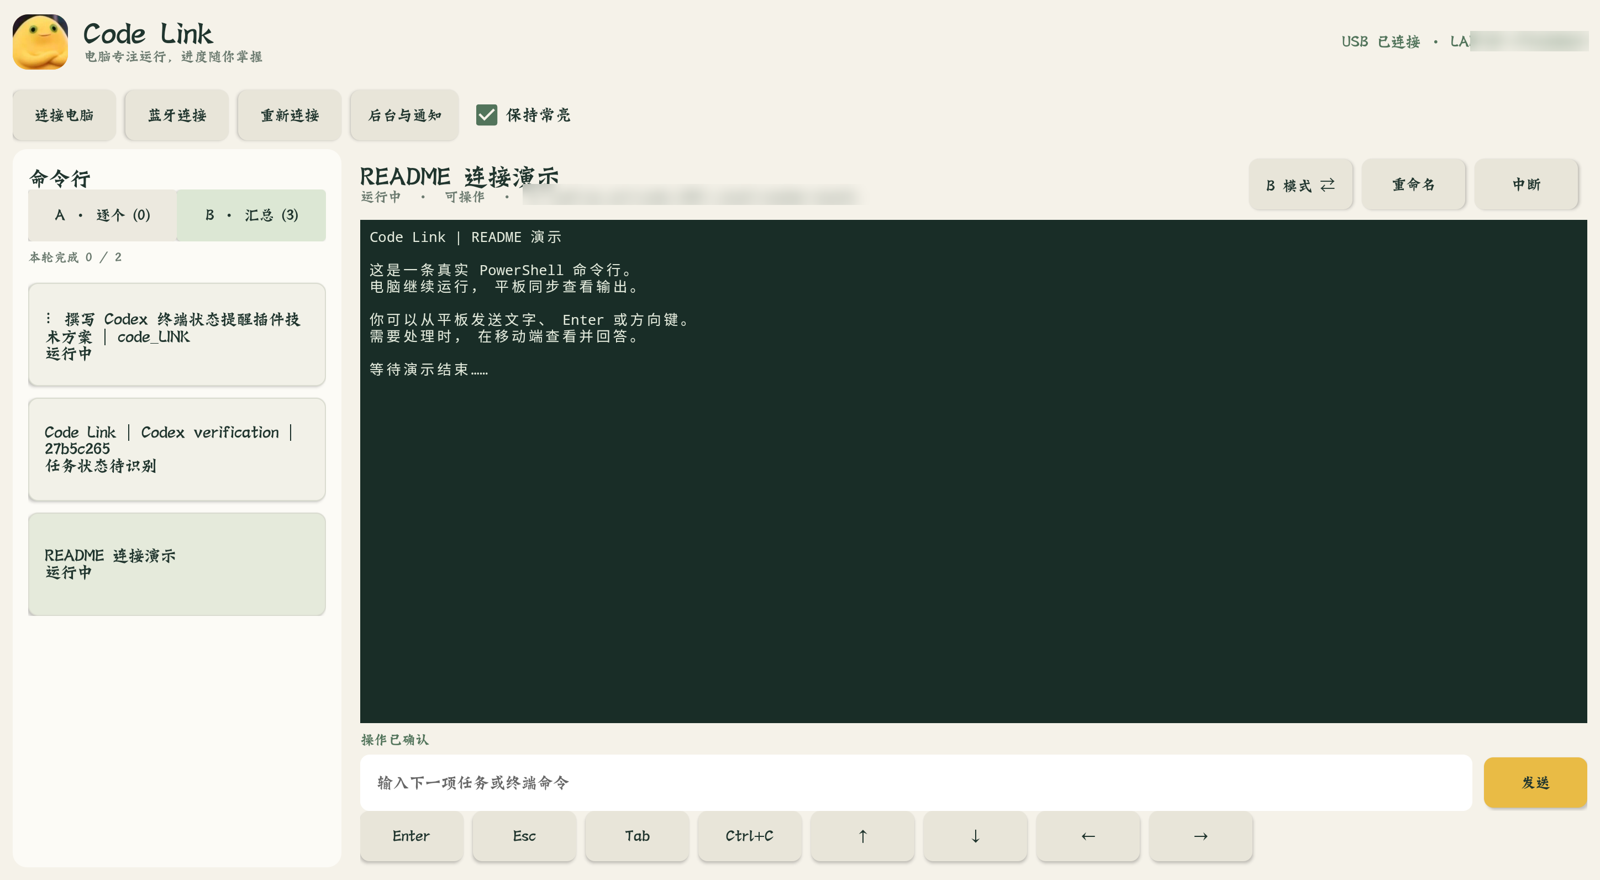 Code Link
电脑专注运行，进度随你掌握
USB 已连接 · LA
连接电脑
蓝牙连接
重新连接
后台与通知
保持常亮
命令行
A · 逐个 (0)
B · 汇总 (3)
本轮完成 0 / 2
⋮ 撰写 Codex 终端状态提醒插件技
术方案 | code_LINK
运行中
Code Link | Codex verification |
27b5c265
任务状态待识别
README 连接演示
运行中
README 连接演示
运行中 · 可操作 ·
B 模式 ⇄
重命名
中断
Code Link | README 演示
这是一条真实 PowerShell 命令行。
电脑继续运行， 平板同步查看输出。
你可以从平板发送文字、 Enter 或方向键。
需要处理时， 在移动端查看并回答。
等待演示结束……
操作已确认
输入下一项任务或终端命令
发送
Enter
Esc
Tab
Ctrl+C
↑
↓
←
→